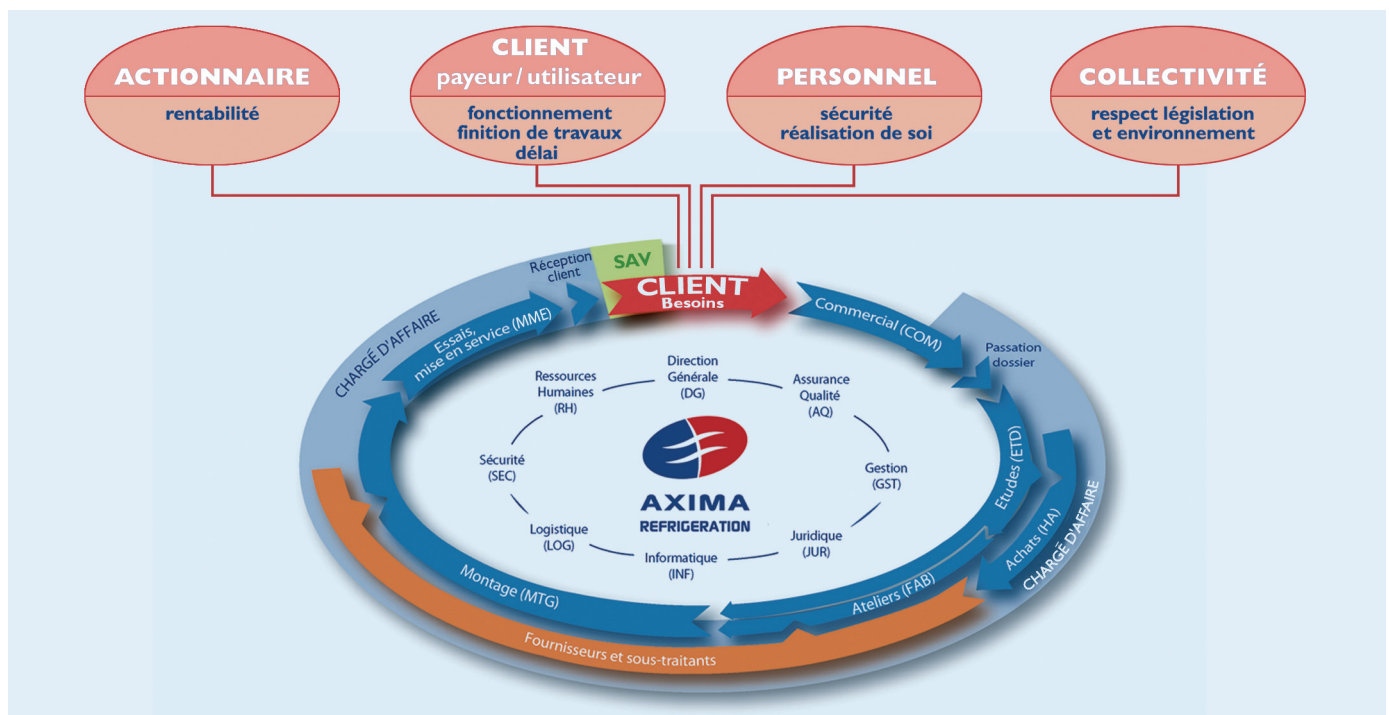 ACTIONNAIRE
rentabilité
CLIENT
payeur / utilisateur
fonctionnement
finition de travaux
délai
PERSONNEL
sécurité
réalisation de soi
COLLECTIVITÉ
respect législation
et environnement
SAV
CLIENT
Besoins
Commercial (COM)
Passation
dossier
Etudes (ETD)
Achats (HA)
CHARGÉ D'AFFAIRE
Ateliers (FAB)
Fournisseurs et sous-traitants
Montage (MTG)
CHARGÉ D'AFFAIRE
Essais,
mise en service (MME)
Réception
client
Direction
Générale
(DG)
Assurance
Qualité
(AQ)
Gestion
(GST)
Juridique
(JUR)
Informatique
(INF)
Logistique
(LOG)
Sécurité
(SEC)
Ressources
Humaines
(RH)
AXIMA
REFRIGERATION